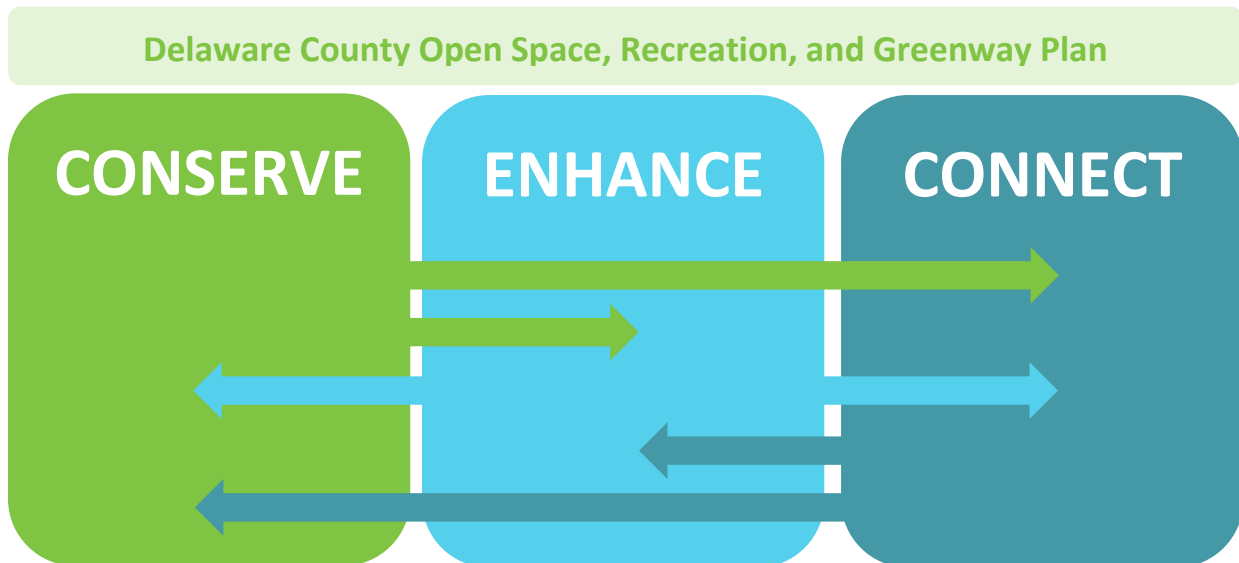 Delaware County Open Space, Recreation, and Greenway Plan
CONSERVE
ENHANCE
CONNECT